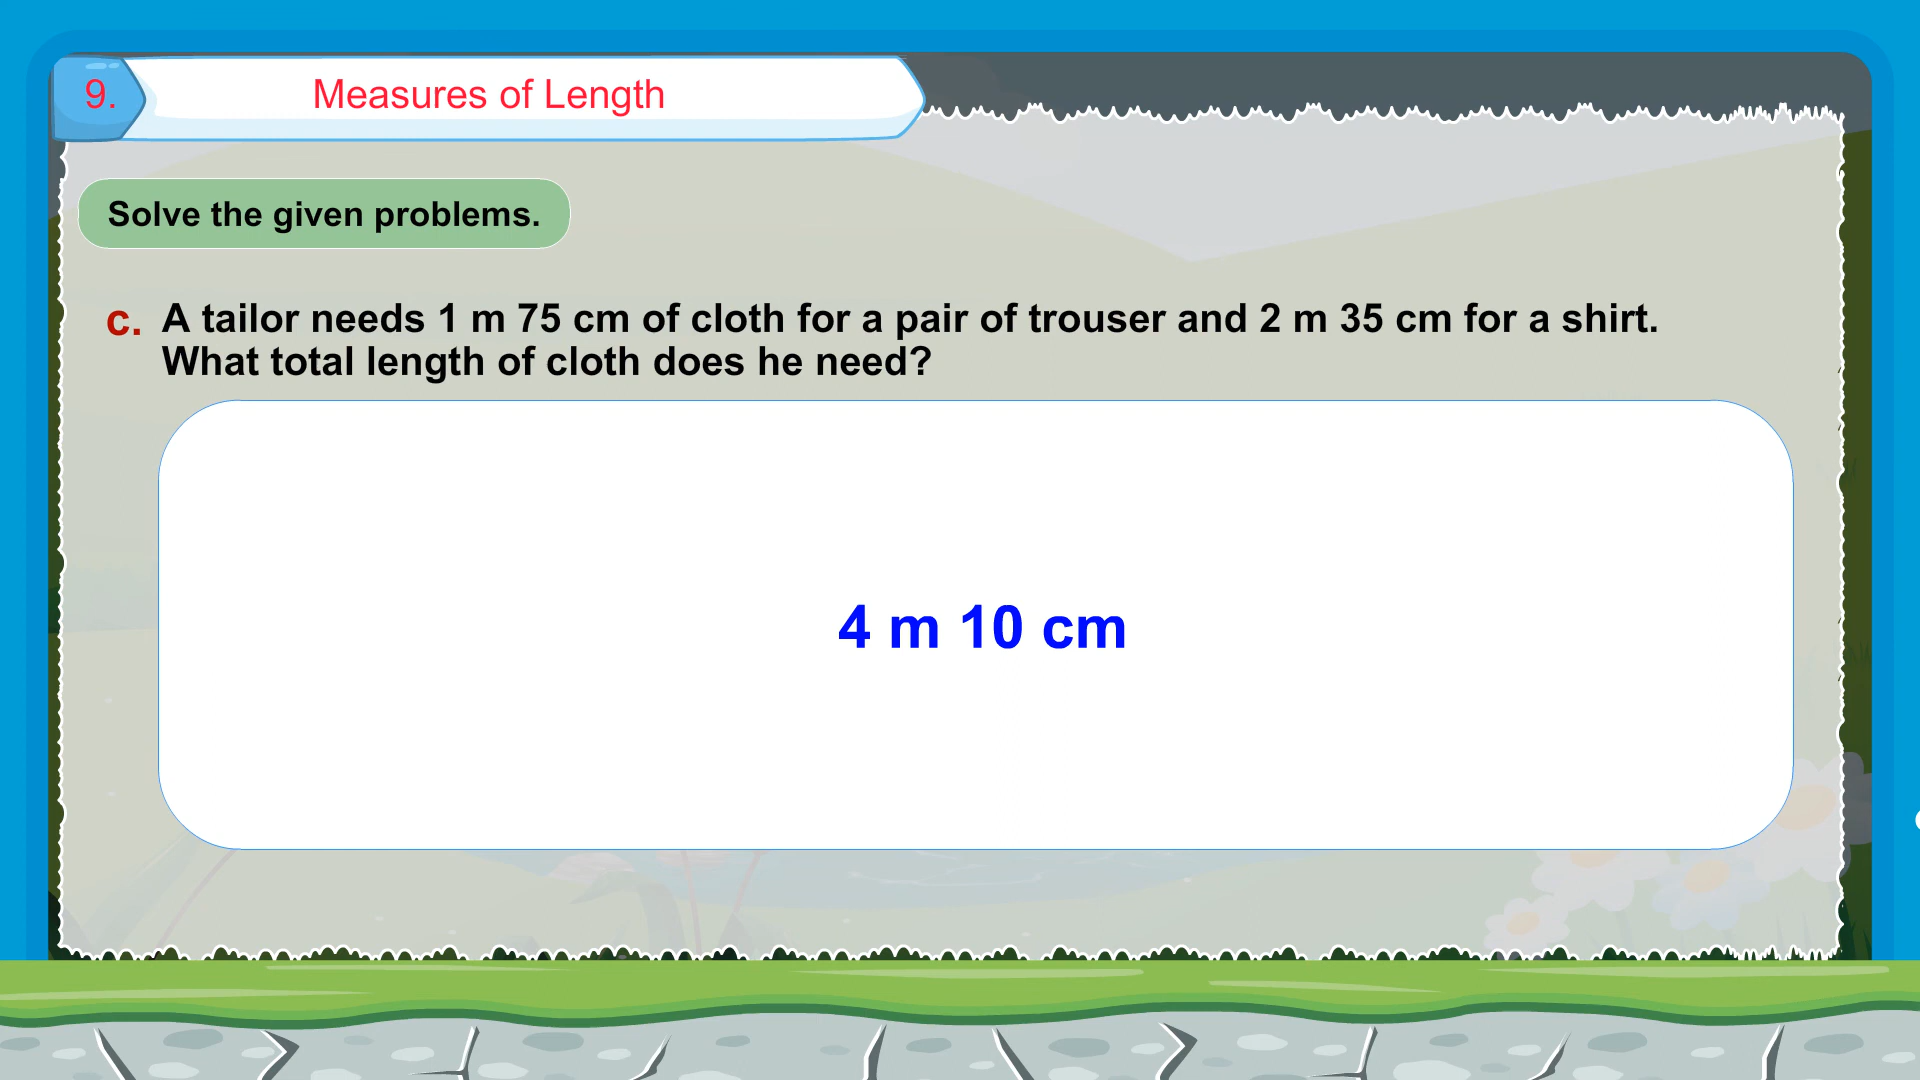 9.
Measures of Length
Solve the given problems.
c. A tailor needs 1 m 75 cm of cloth for a pair of trouser and 2 m 35 cm for a shirt.
What total length of cloth does he need?
4 m 10 cm